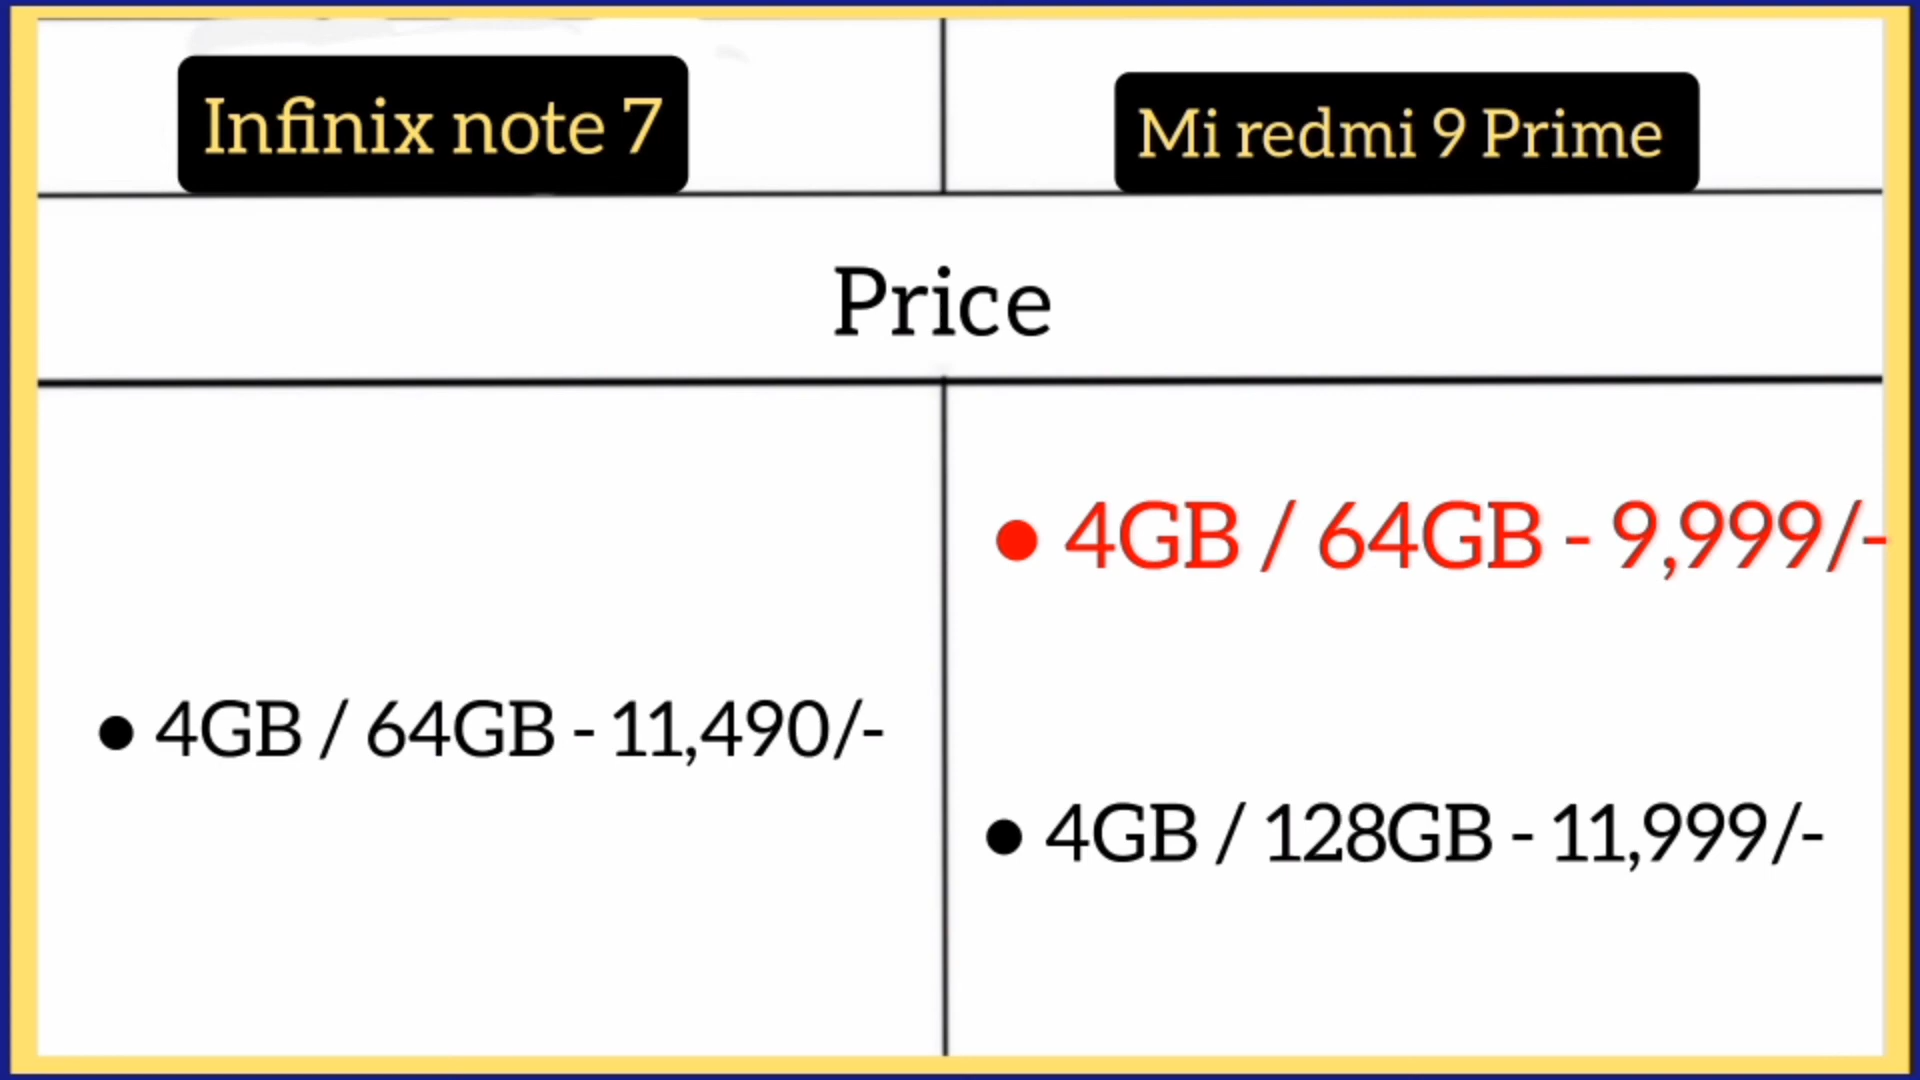 Infinix note 7
Mi redmi 9 Prime
Price
● 4GB / 64GB - 11,490/-
● 4GB / 64GB - 9,999/-
● 4GB / 128GB - 11,999/-